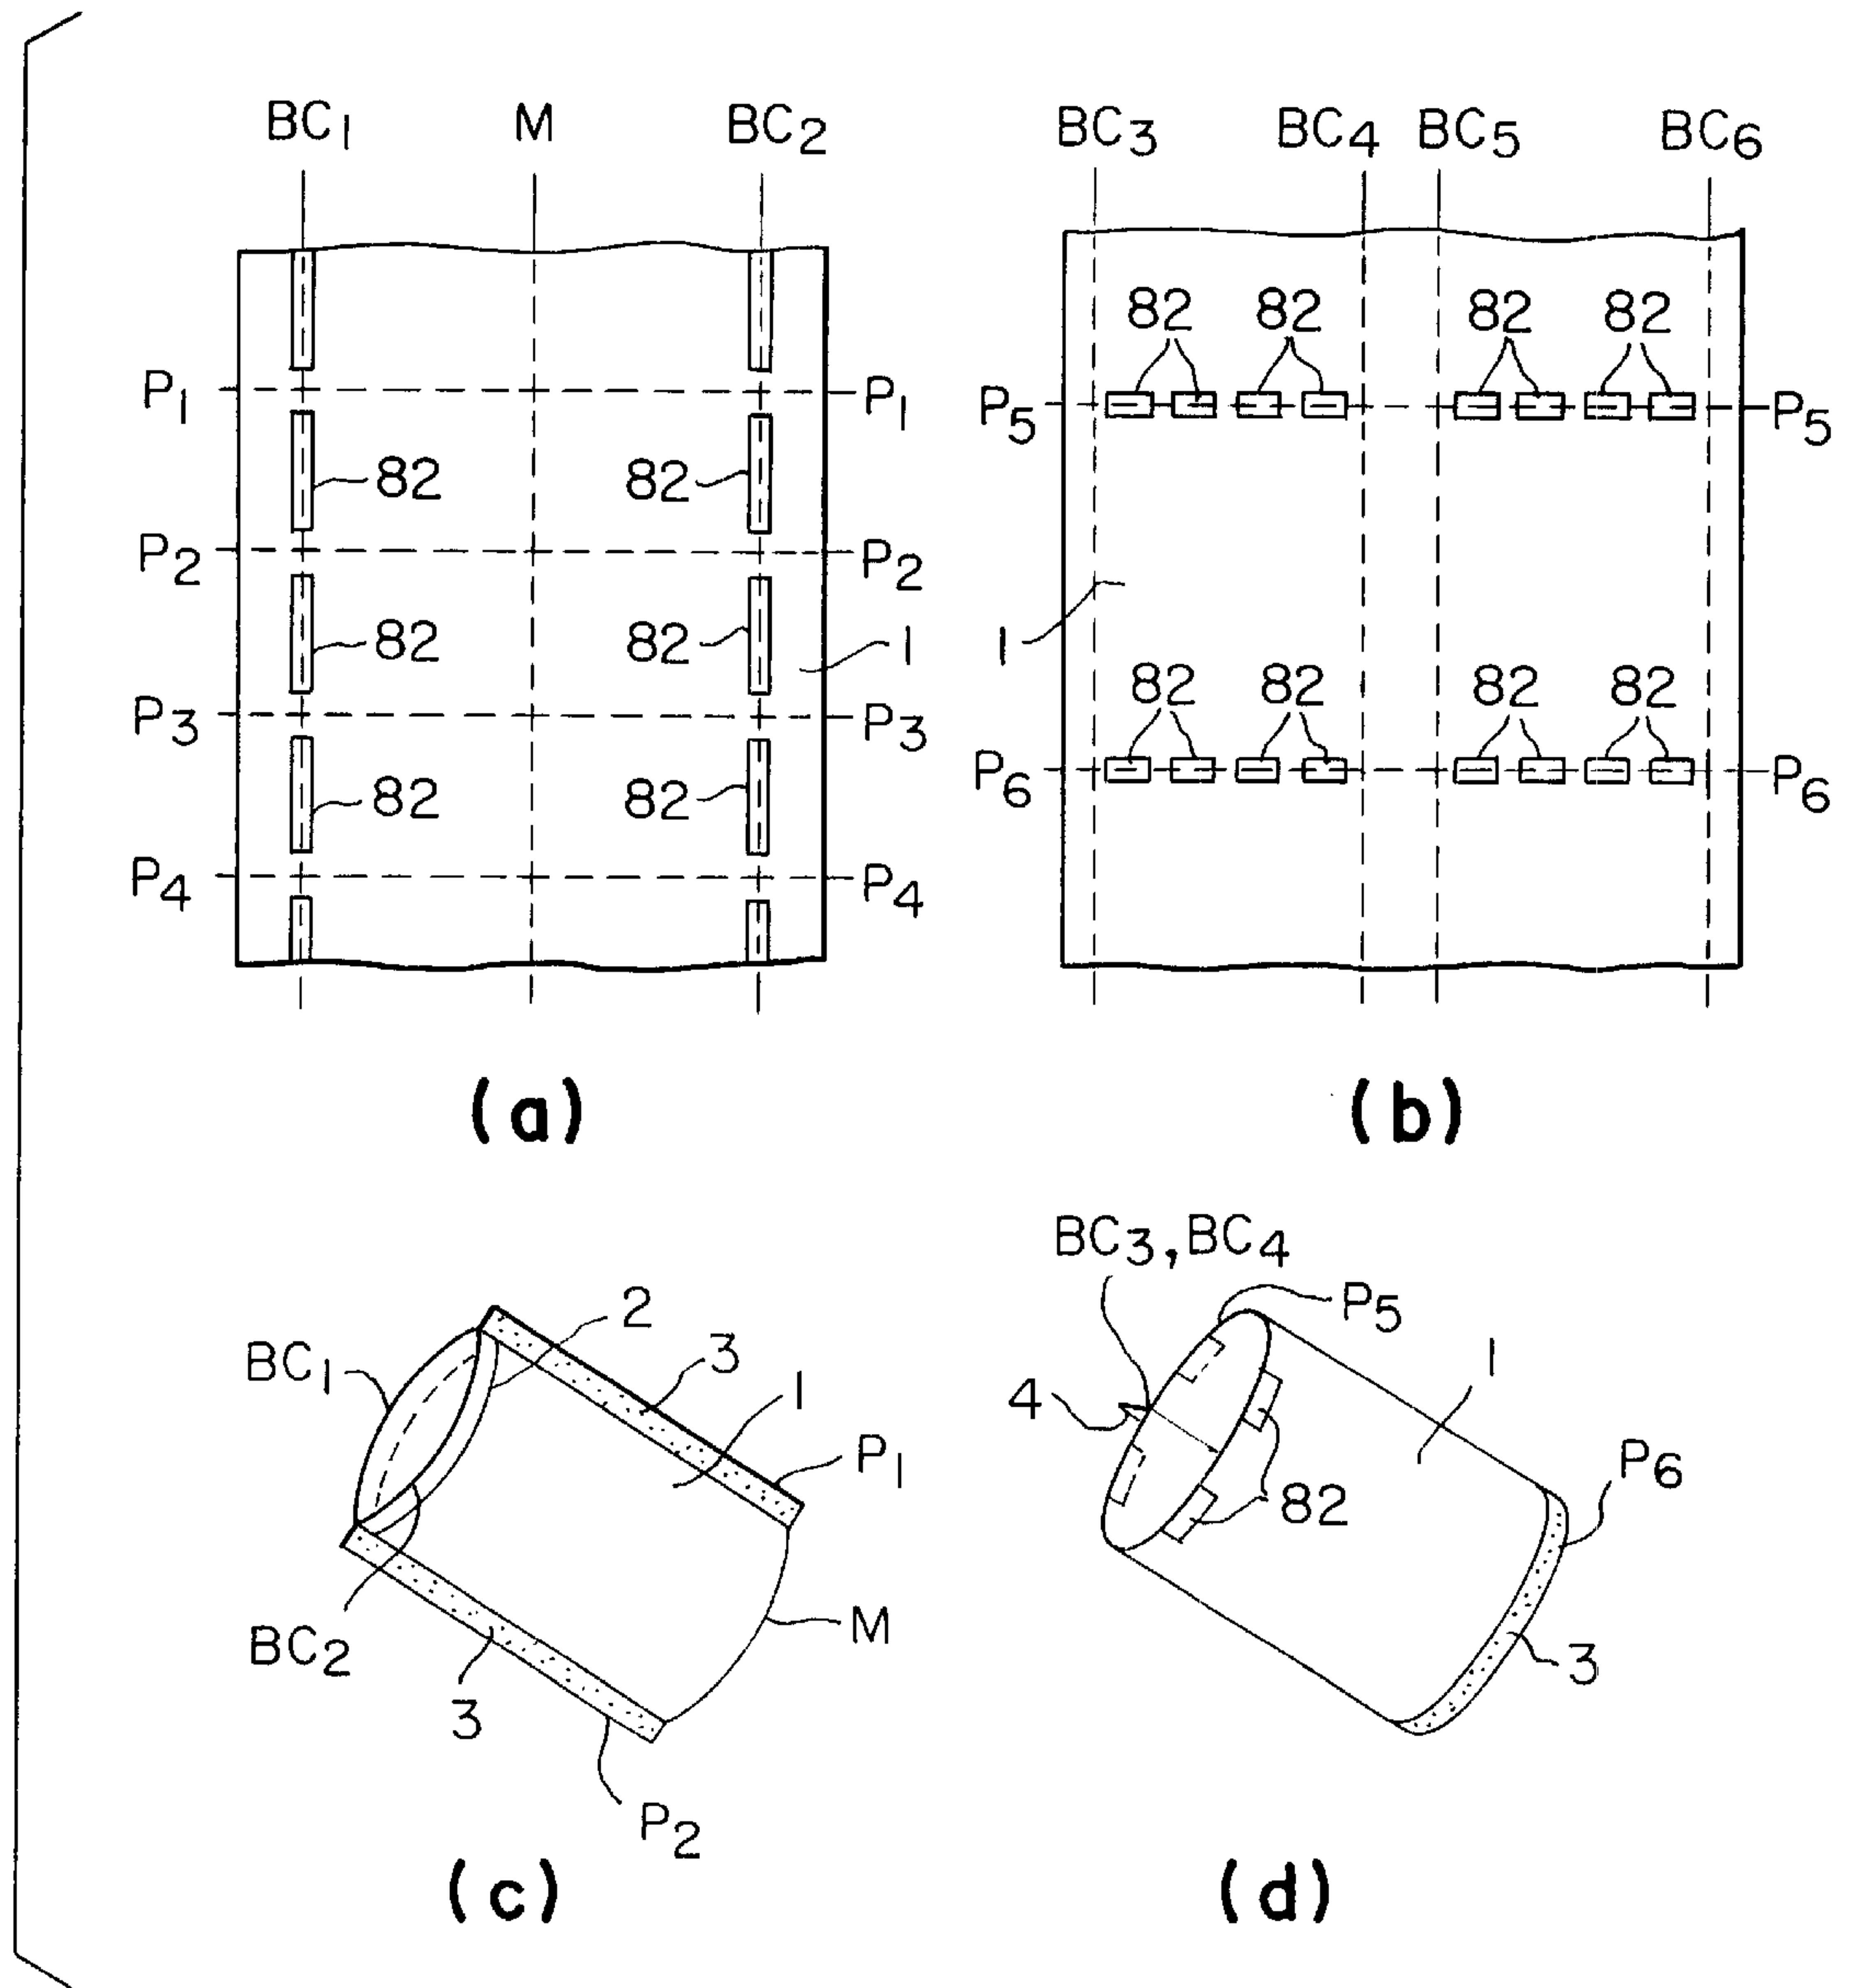 BC1 M BC2
P1 P1
82 82
P2 P2
82 82
1
P3 P3
82 82
P4 P4
(a)
BC3 BC4 BC5 BC6
82 82 82 82
P5 P5
1
82 82 82 82
P6 P6
(b)
2
BC1 3
1
P1
BC2 M
3
P2
(c)
BC3,BC4
P5
1
4
P6
82
3
(d)